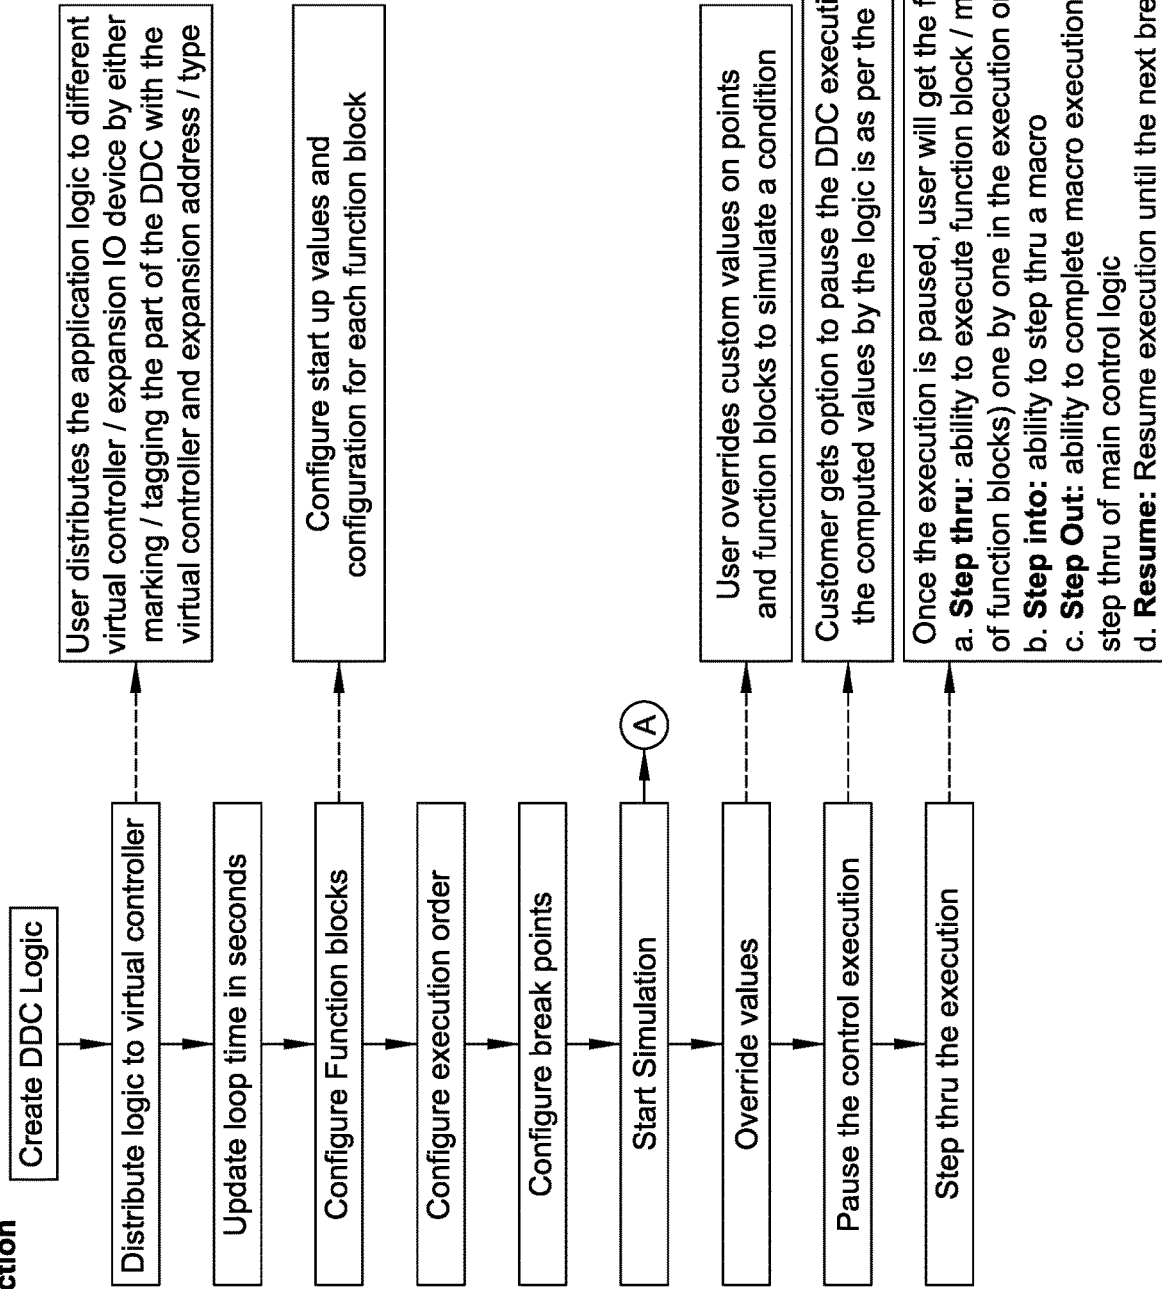 ction
Create DDC Logic
Distribute logic to virtual controller
User distributes the application logic to different
virtual controller / expansion IO device by either
marking / tagging the part of the DDC with the
virtual controller and expansion address / type
Update loop time in seconds
Configure Function blocks
Configure start up values and
configuration for each function block
Configure execution order
Configure break points
Start Simulation
A
Override values
User overrides custom values on points
and function blocks to simulate a condition
Pause the control execution
Customer gets option to pause the DDC executi
the computed values by the logic is as per the
Step thru the execution
Once the execution is paused, user will get the f
a. Step thru: ability to execute function block / m
of function blocks) one by one in the execution o
b. Step into: ability to step thru a macro
c. Step Out: ability to complete macro execution
step thru of main control logic
d. Resume: Resume execution until the next bre